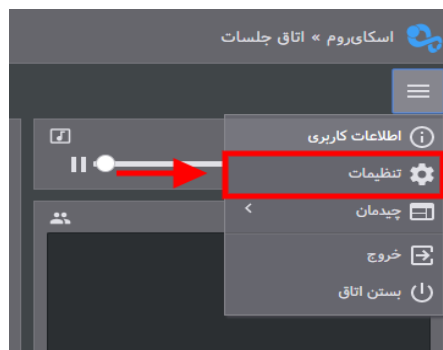 اسکای‌روم » اتاق جلسات
اطلاعات کاربری
تنظیمات
چیدمان
خروج
بستن اتاق